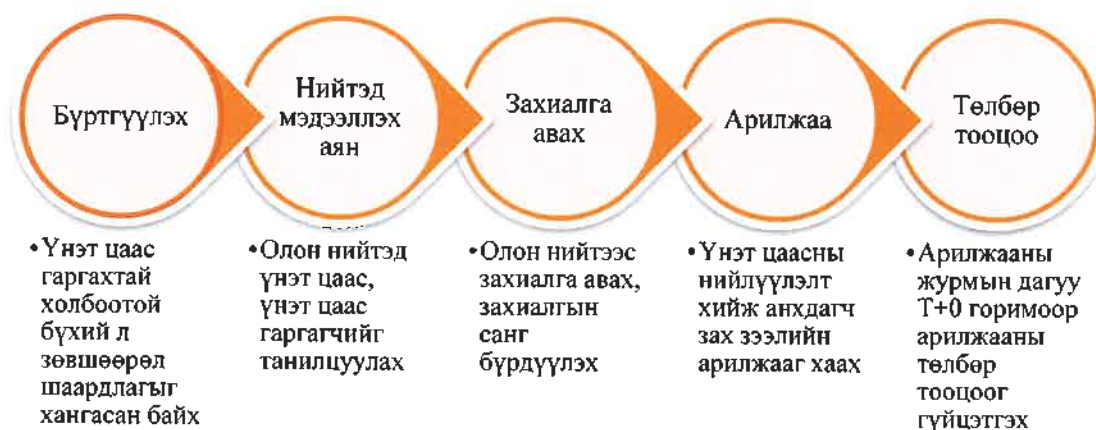 Бүртгүүлэх
Нийтэд
мэдээллэх
аян
Захиалга
авах
Арилжаа
Төлбөр
тооцоо
•Үнэт цаас
гаргахтай
холбоотой
бүхий л
зөвшөөрөл
шаардлагыг
хангасан байх
•Олон нийтэд
үнэт цаас,
үнэт цаас
гаргагчийг
танилцуулах
•Олон нийтээс
захиалга авах,
захиалгын
санг
бүрдүүлэх
•Үнэт цаасны
нийлүүлэлт
хийж анхдагч
зах зээлийн
арилжааг хаах
•Арилжааны
журмын дагуу
T+0 горимоор
арилжааны
төлбөр
тооцоог
гүйцэтгэх